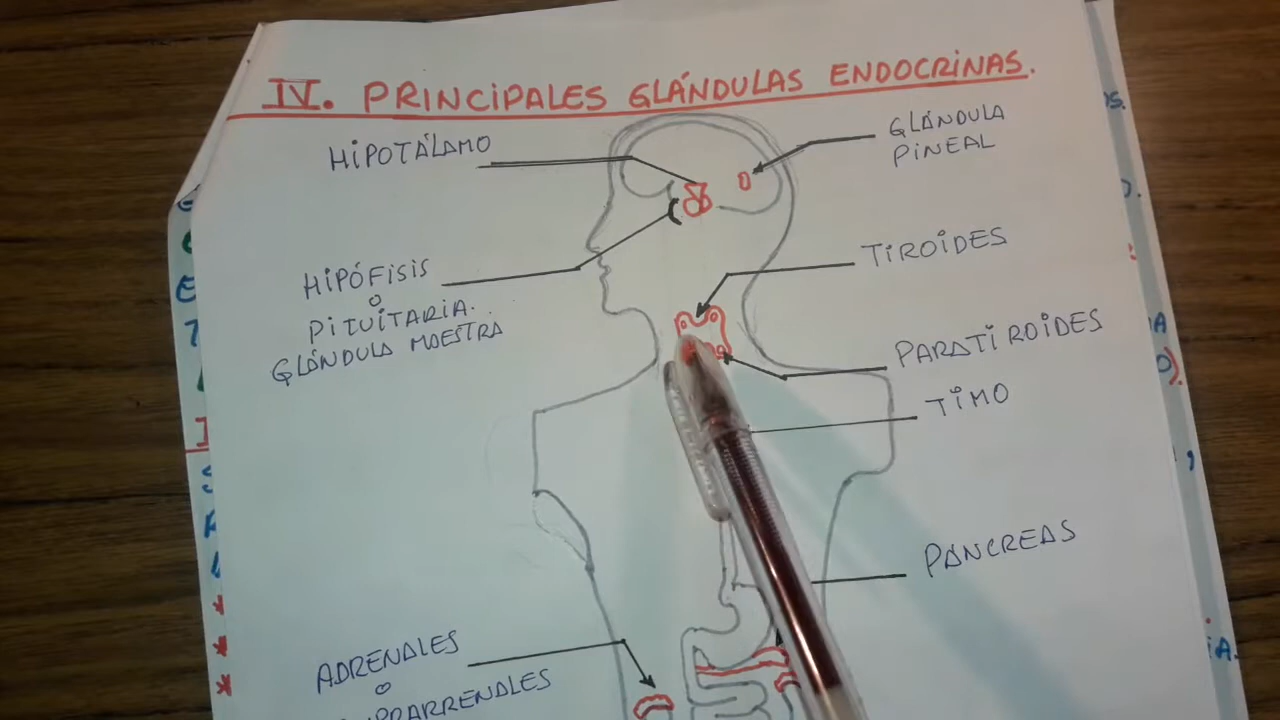 IV. PRINCIPALES GLÁNDULAS ENDOCRINAS.
HIPOTÁLAMO
GLÁNDULA
PINEAL
HIPÓFISIS
O
PITUITARIA.
GLÁNDULA MAESTRA
TIROIDES
PARATIROIDES
TIMO
PÁNCREAS
ADRENALES
O